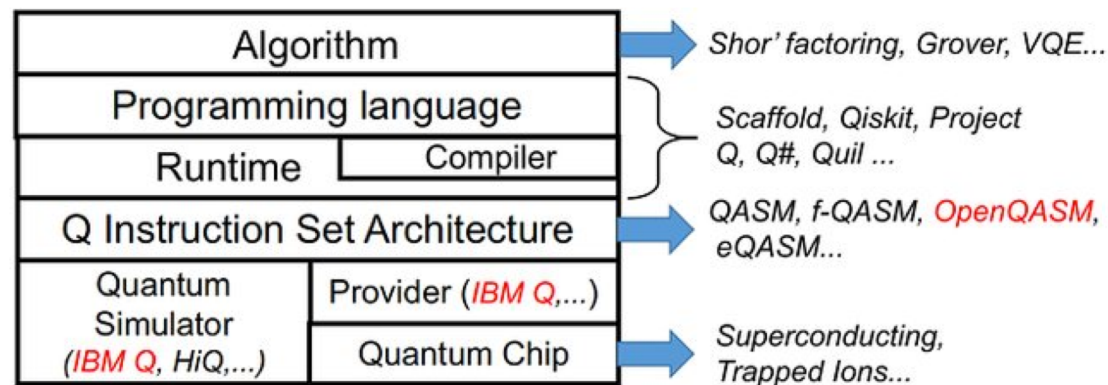 Algorithm
Shor' factoring, Grover, VQE...
Programming language
Runtime
Compiler
Scaffold, Qiskit, Project
Q, Q#, Quil ...
Q Instruction Set Architecture
QASM, f-QASM, OpenQASM,
eQASM...
Quantum
Simulator
(IBM Q, HiQ,...)
Provider (IBM Q,...)
Quantum Chip
Superconducting,
Trapped Ions...